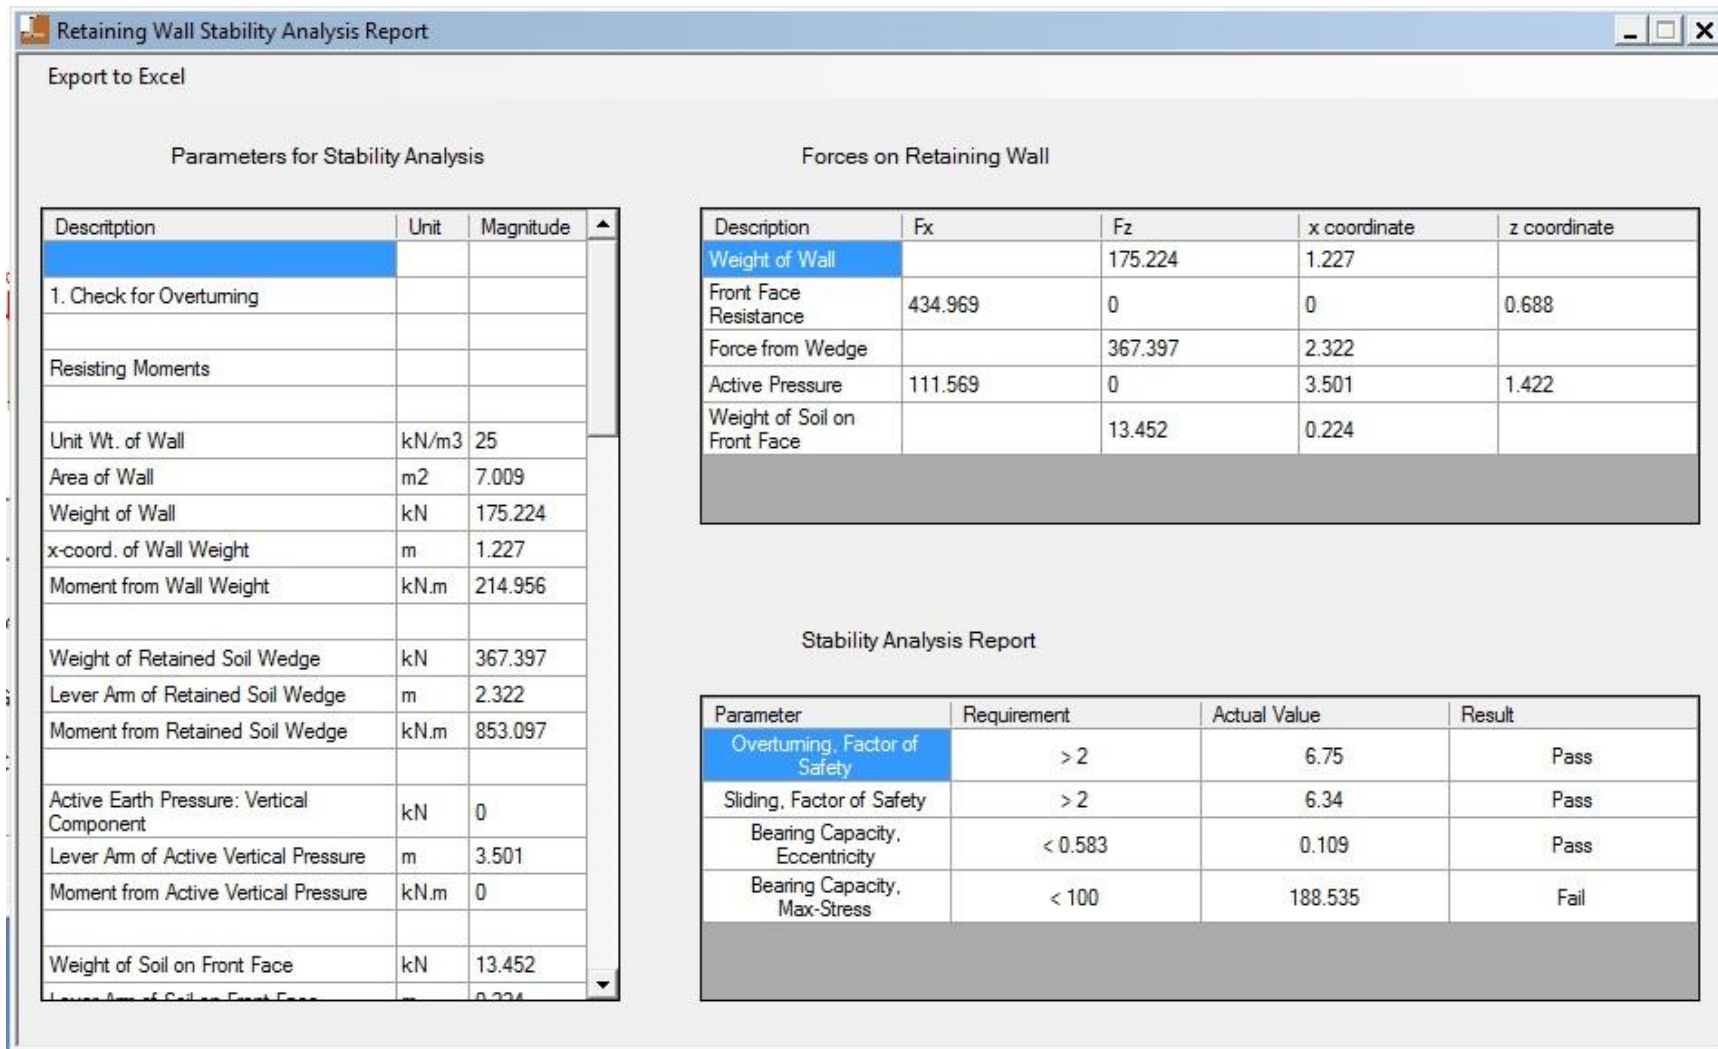 Retaining Wall Stability Analysis Report
Export to Excel
Parameters for Stability Analysis
Descritption Unit Magnitude
1. Check for Overturning
Resisting Moments
Unit Wt. of Wall kN/m3 25
Area of Wall m2 7.009
Weight of Wall kN 175.224
x-coord. of Wall Weight m 1.227
Moment from Wall Weight kN.m 214.956
Weight of Retained Soil Wedge kN 367.397
Lever Arm of Retained Soil Wedge m 2.322
Moment from Retained Soil Wedge kN.m 853.097
Active Earth Pressure: Vertical
Component kN 0
Lever Arm of Active Vertical Pressure m 3.501
Moment from Active Vertical Pressure kN.m 0
Weight of Soil on Front Face kN 13.452
Lever Arm of Soil on Front Face m 0.224
Forces on Retaining Wall
Description Fx Fz x coordinate z coordinate
Weight of Wall 175.224 1.227
Front Face
Resistance 434.969 0 0 0.688
Force from Wedge 367.397 2.322
Active Pressure 111.569 0 3.501 1.422
Weight of Soil on
Front Face 13.452 0.224
Stability Analysis Report
Parameter Requirement Actual Value Result
Overturning, Factor of
Safety > 2 6.75 Pass
Sliding, Factor of Safety > 2 6.34 Pass
Bearing Capacity,
Eccentricity < 0.583 0.109 Pass
Bearing Capacity,
Max-Stress < 100 188.535 Fail